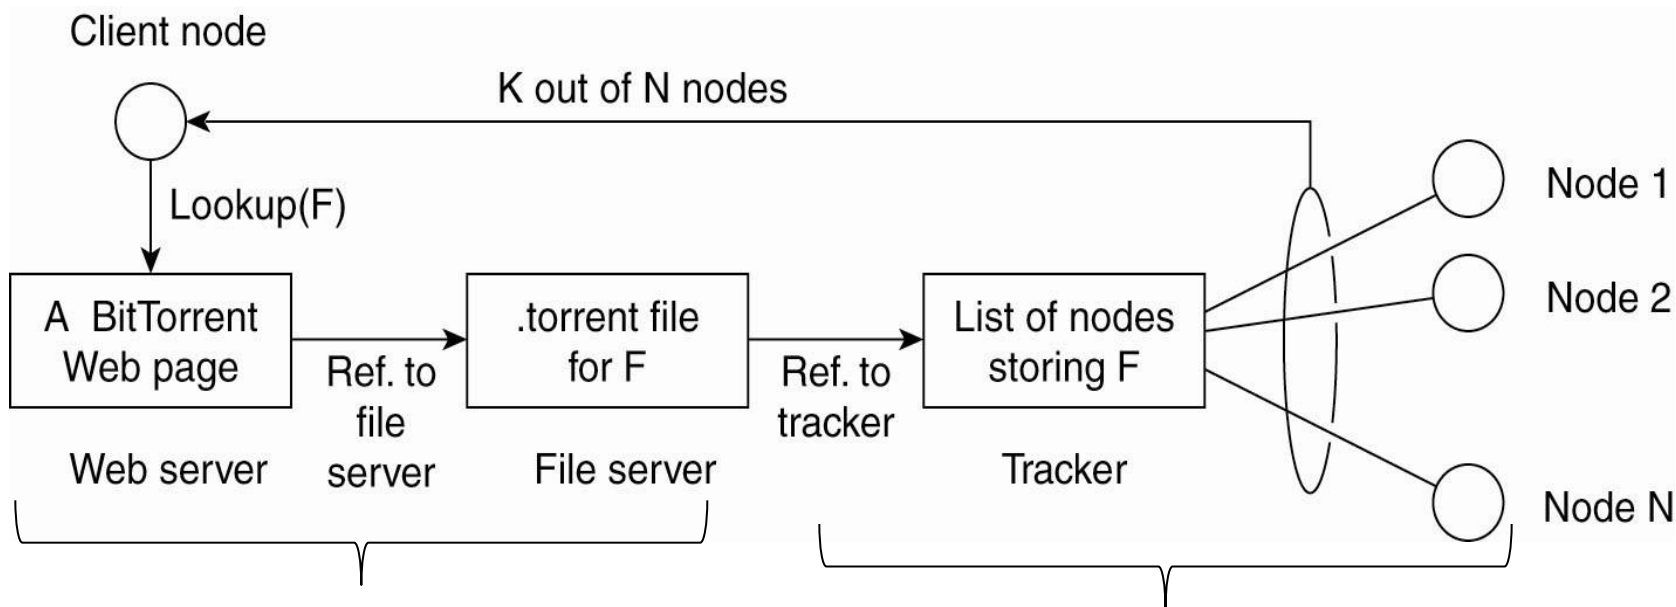 Client node
K out of N nodes
Lookup(F)
Node 1
Node 2
A BitTorrent
Web page
.torrent file
for F
List of nodes
storing F
Ref. to
file
server
Ref. to
tracker
Web server
File server
Tracker
Node N